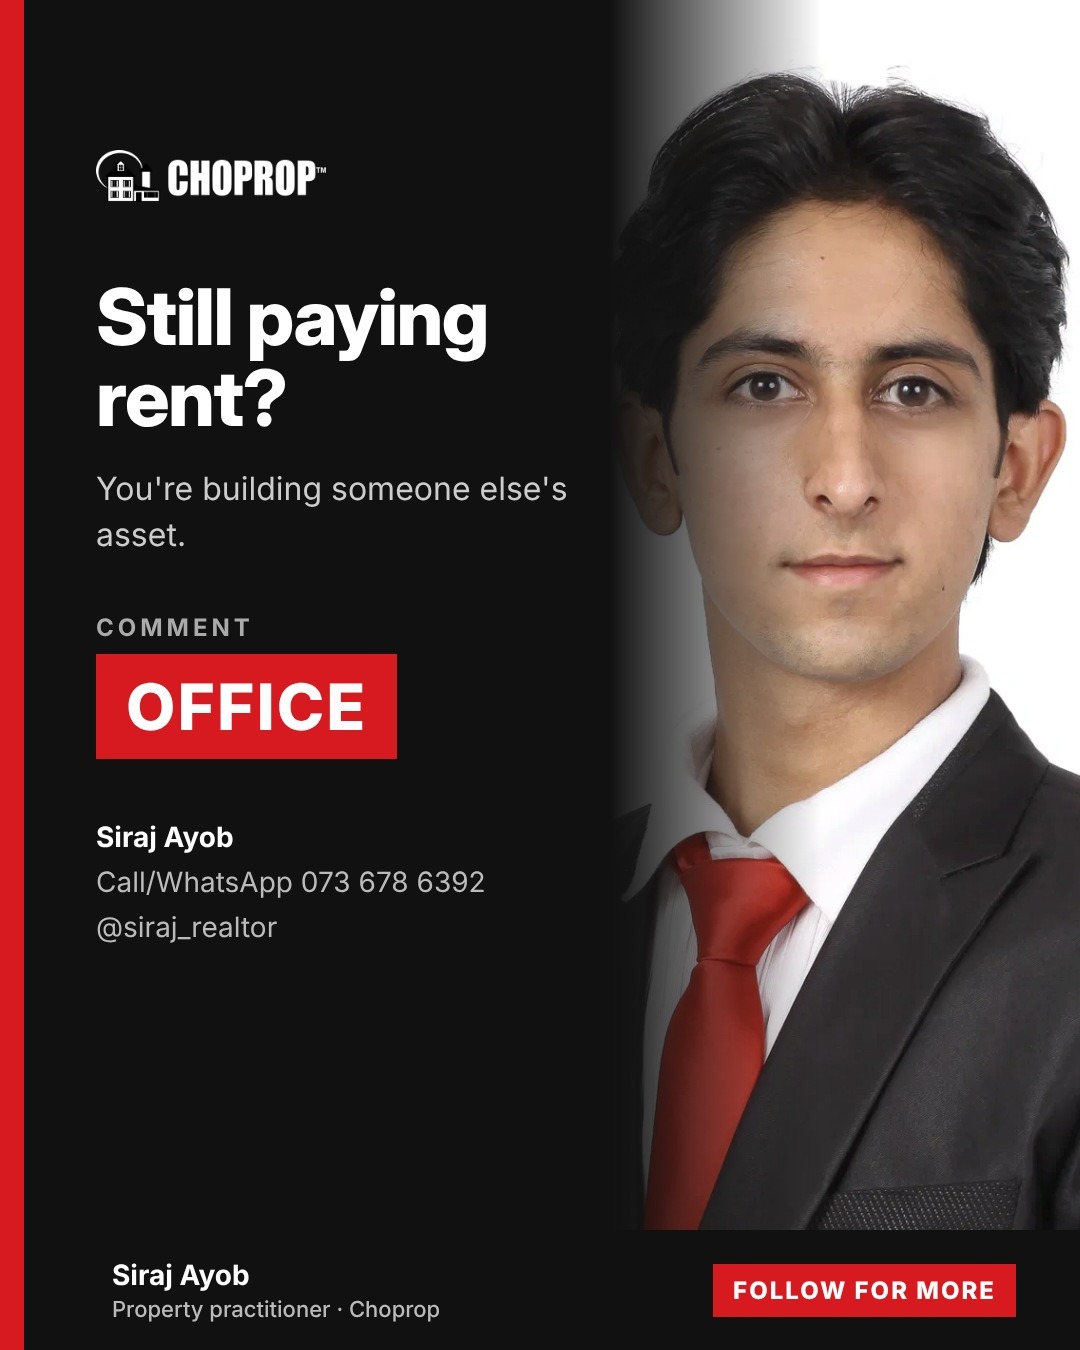 CHOPROP™
Still paying
rent?
You're building someone else's
asset.
COMMENT
OFFICE
Siraj Ayob
Call/WhatsApp 073 678 6392
@siraj_realtor
Siraj Ayob
Property practitioner · Choprop
FOLLOW FOR MORE